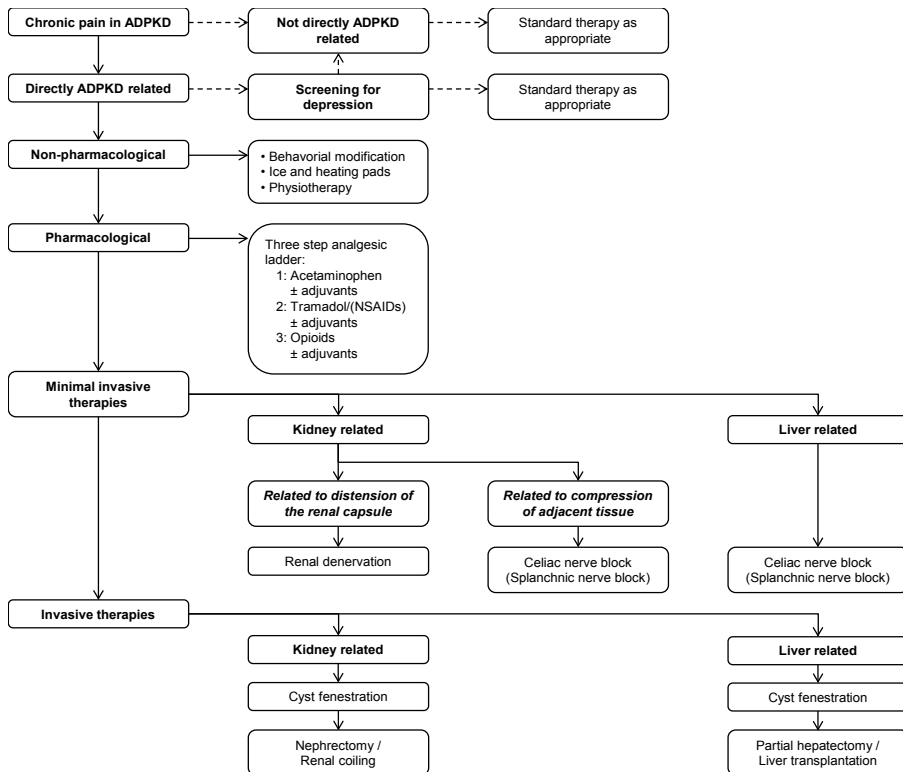 Chronic pain in ADPKD
Not directly ADPKD
related
Standard therapy as
appropriate
Directly ADPKD related
Screening for
depression
Standard therapy as
appropriate
Non-pharmacological
• Behavorial modification
• Ice and heating pads
• Physiotherapy
Pharmacological
Three step analgesic
ladder:
1: Acetaminophen
± adjuvants
2: Tramadol/(NSAIDs)
± adjuvants
3: Opioids
± adjuvants
Minimal invasive
therapies
Kidney related
Liver related
Related to distension of
the renal capsule
Related to compression
of adjacent tissue
Renal denervation
Celiac nerve block
(Splanchnic nerve block)
Celiac nerve block
(Splanchnic nerve block)
Invasive therapies
Kidney related
Liver related
Cyst fenestration
Cyst fenestration
Nephrectomy /
Renal coiling
Partial hepatectomy /
Liver transplantation